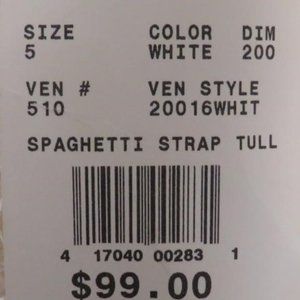 SIZE COLOR DIM
5 WHITE 200
VEN # VEN STYLE
510 20016WHIT
SPAGHETTI STRAP TULL
4 17040 00283 1
$99.00